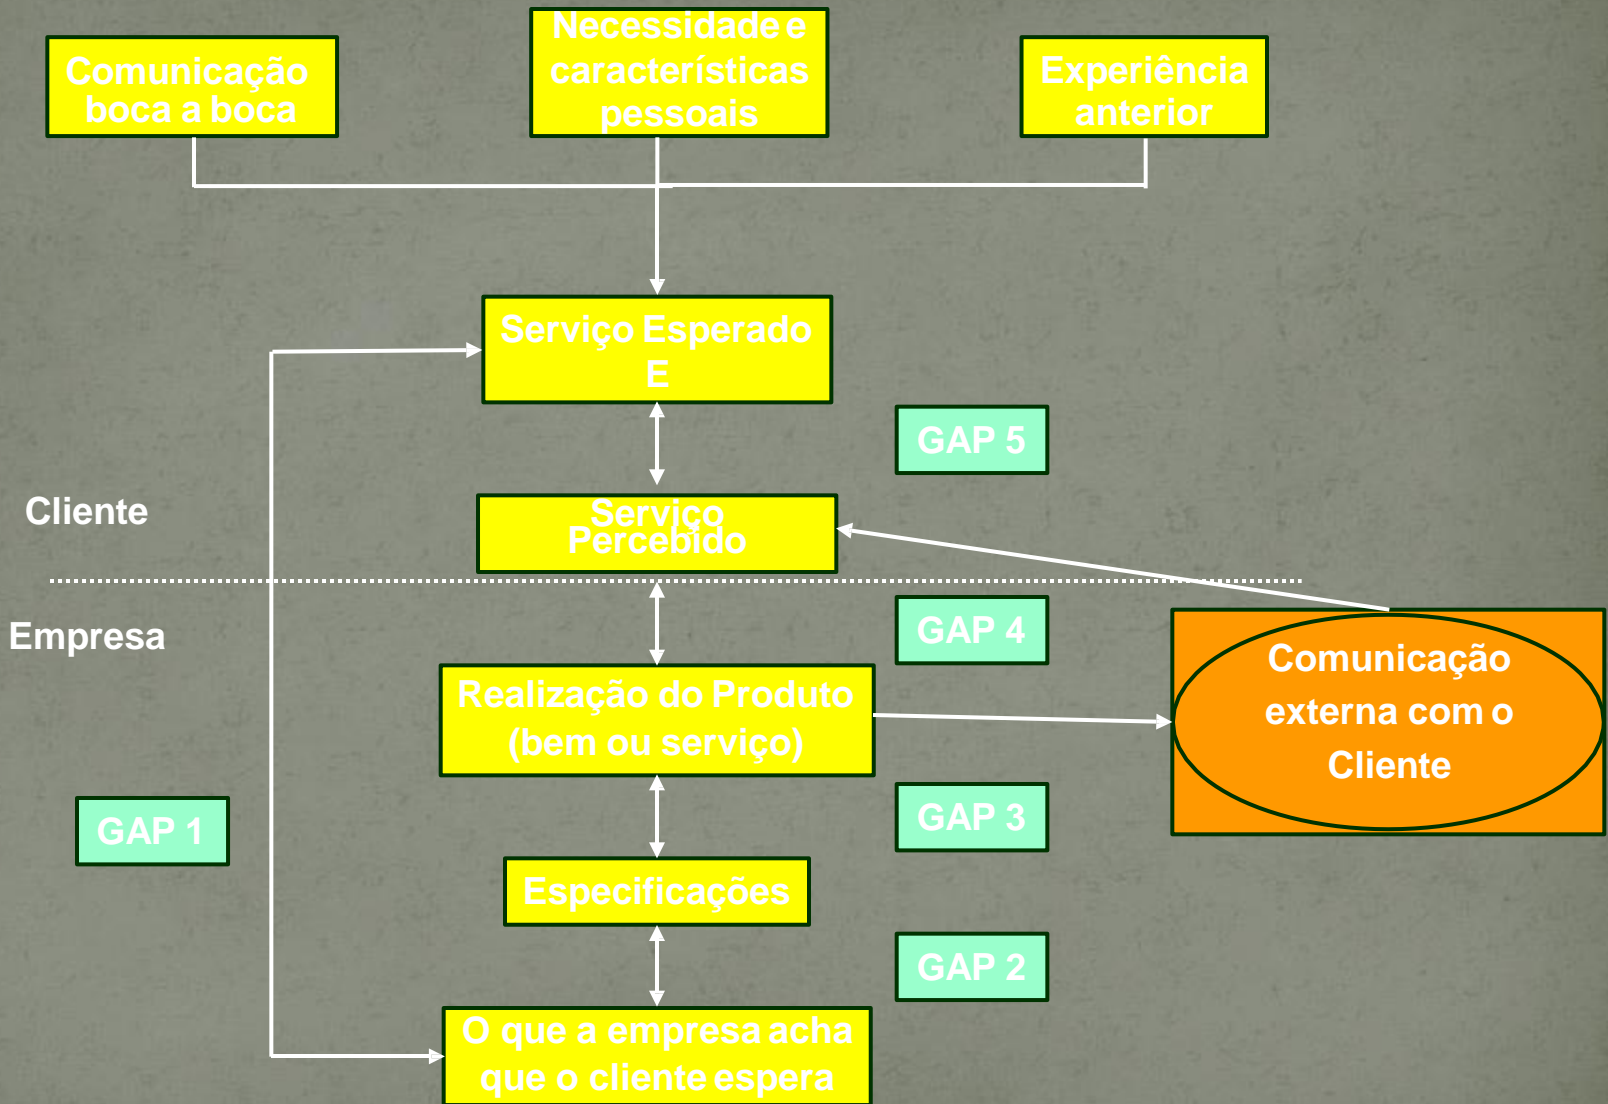 Comunicação
boca a boca
Necessidade e
características
pessoais
Experiência
anterior
Serviço Esperado
E
GAP 5
Cliente
Serviço
Percebido
Empresa
GAP 4
Comunicação
externa com o
Cliente
Realização do Produto
(bem ou serviço)
GAP 1
GAP 3
Especificações
GAP 2
O que a empresa acha
que o cliente espera